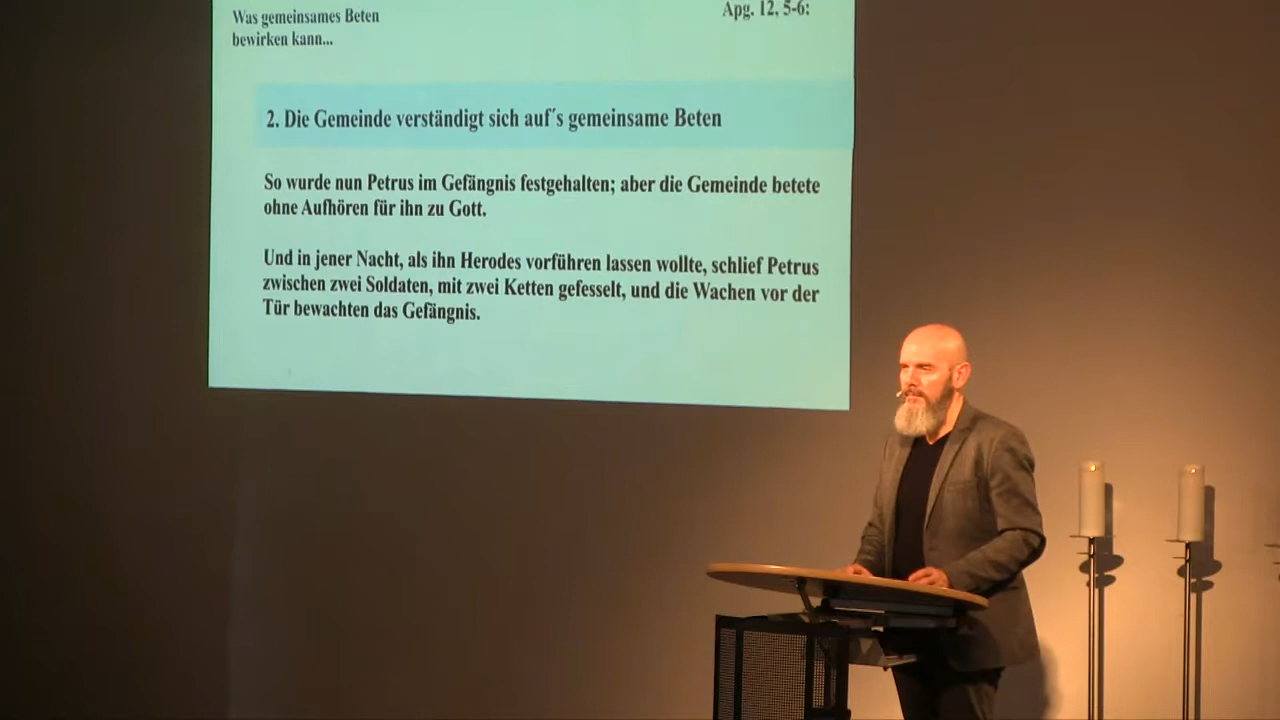 Was gemeinsames Beten
bewirken kann...
Apg. 12, 5-6:
2. Die Gemeinde verständigt sich auf´s gemeinsame Beten
So wurde nun Petrus im Gefängnis festgehalten; aber die Gemeinde betete
ohne Aufhören für ihn zu Gott.
Und in jener Nacht, als ihn Herodes vorführen lassen wollte, schlief Petrus
zwischen zwei Soldaten, mit zwei Ketten gefesselt, und die Wachen vor der
Tür bewachten das Gefängnis.